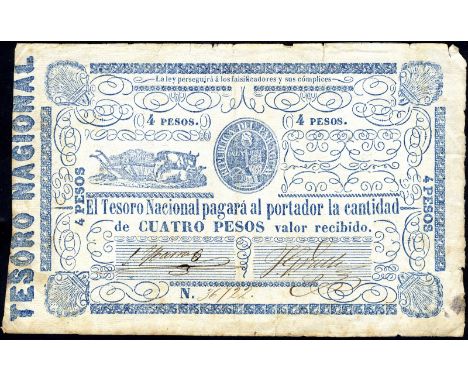 La ley perseguirá á los falsificadores y sus cómplices
TESORO NACIONAL
4 PESOS.
4 PESOS.
4 PESOS
4 PESOS
El Tesoro Nacional pagará al portador la cantidad
de CUATRO PESOS valor recibido.
N.